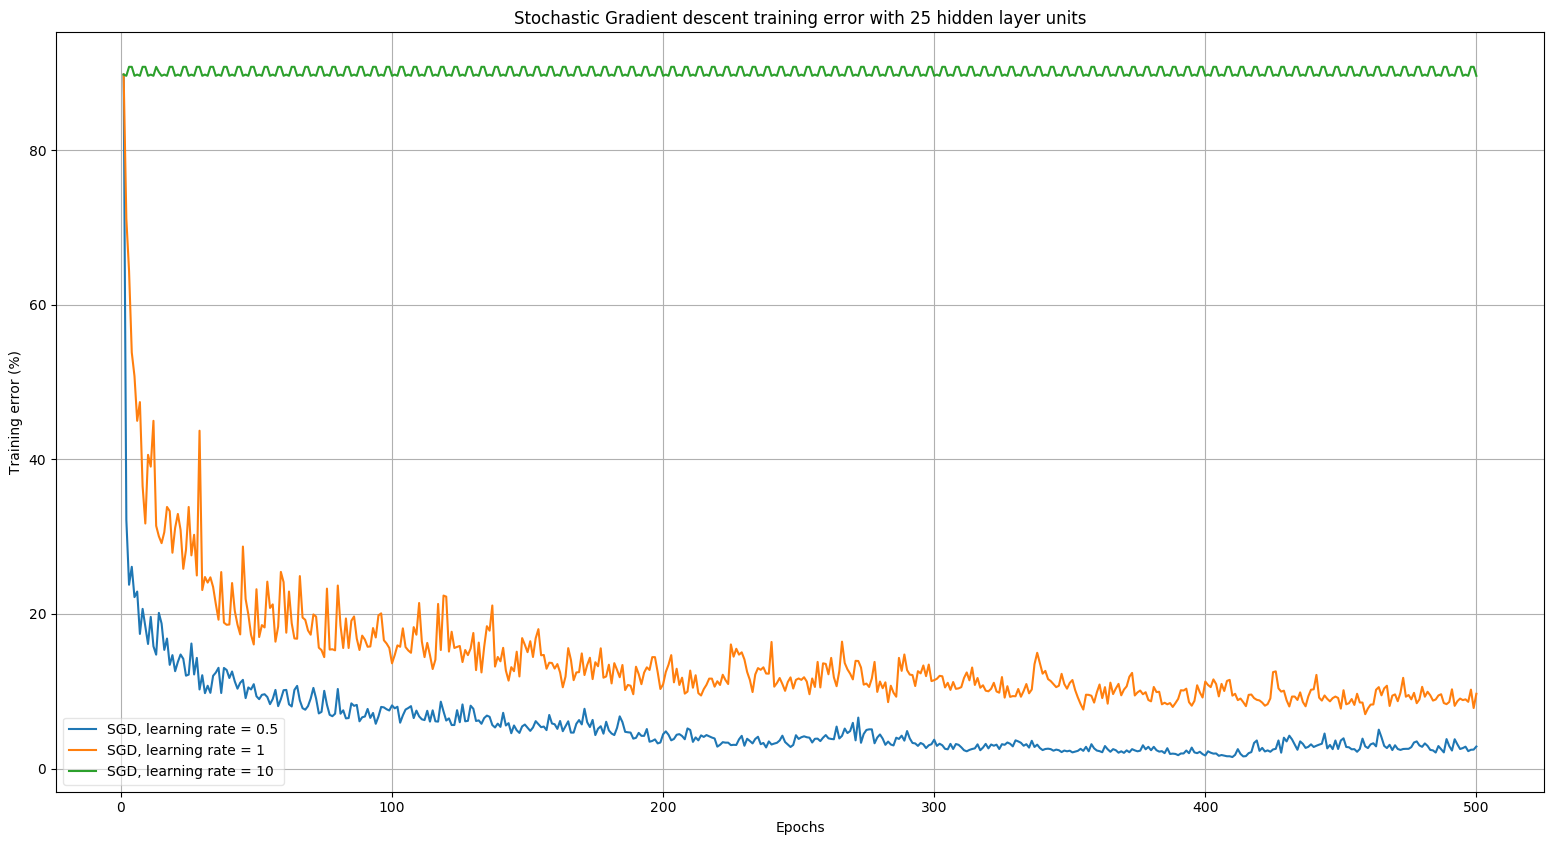 Stochastic Gradient descent training error with 25 hidden layer units
Training error (%)
80
60
40
20
0
SGD, learning rate = 0.5
SGD, learning rate = 1
SGD, learning rate = 10
0 100 200 300 400 500
Epochs